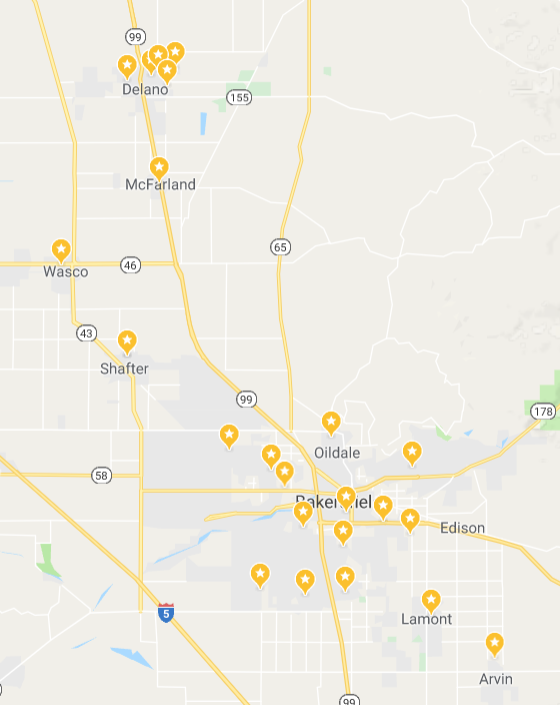 99
Delano
155
McFarland
65
46
Wasco
43
Shafter
99
178
Oildale
58
Edison
5
Lamont
Arvin
99